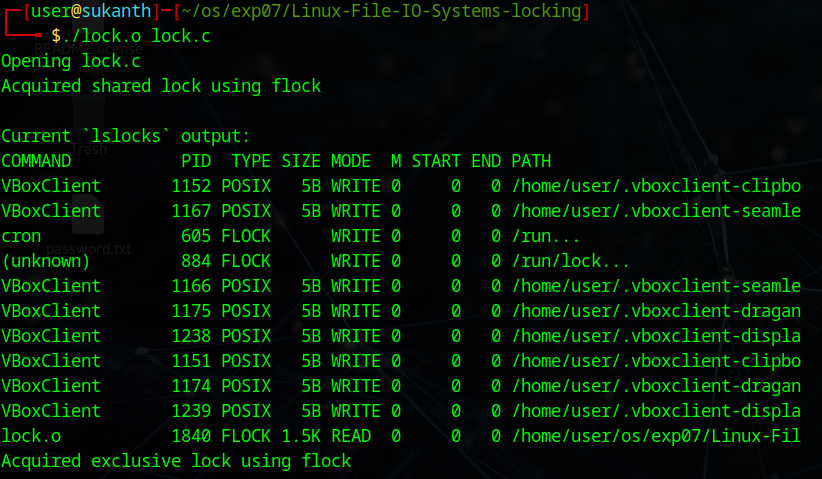 ┌─[user@sukanth]─[~/os/exp07/Linux-File-IO-Systems-locking]
└──╼ $./lock.o lock.c
README.license
Opening lock.c
Acquired shared lock using flock
Current `lslocks` output:
Trash
COMMAND PID TYPE SIZE MODE M START END PATH
VBoxClient 1152 POSIX 5B WRITE 0 0 0 /home/user/.vboxclient-clipbo
VBoxClient 1167 POSIX 5B WRITE 0 0 0 /home/user/.vboxclient-seamle
cron 605 FLOCK WRITE 0 0 0 /run...
password.txt
(unknown) 884 FLOCK WRITE 0 0 0 /run/lock...
VBoxClient 1166 POSIX 5B WRITE 0 0 0 /home/user/.vboxclient-seamle
VBoxClient 1175 POSIX 5B WRITE 0 0 0 /home/user/.vboxclient-dragan
VBoxClient 1238 POSIX 5B WRITE 0 0 0 /home/user/.vboxclient-displa
VBoxClient 1151 POSIX 5B WRITE 0 0 0 /home/user/.vboxclient-clipbo
VBoxClient 1174 POSIX 5B WRITE 0 0 0 /home/user/.vboxclient-dragan
VBoxClient 1239 POSIX 5B WRITE 0 0 0 /home/user/.vboxclient-displa
lock.o 1840 FLOCK 1.5K READ 0 0 0 /home/user/os/exp07/Linux-Fil
Acquired exclusive lock using flock